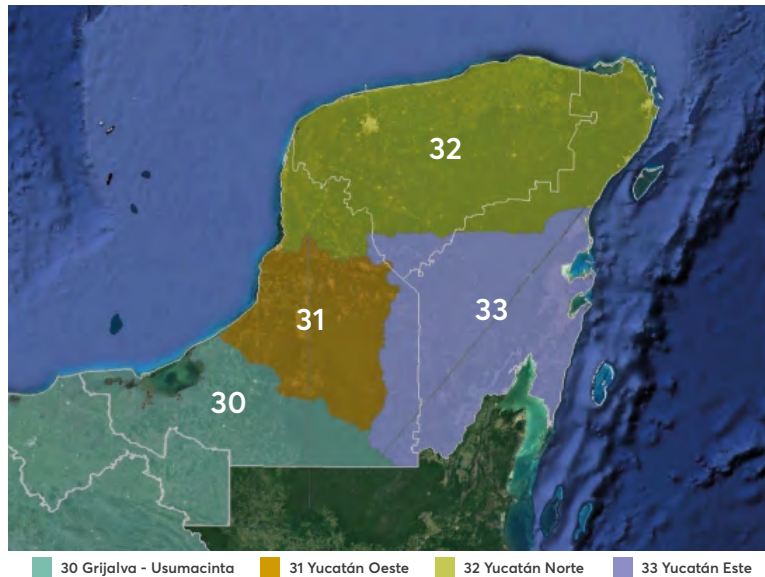 32
31
33
30
30 Grijalva - Usumacinta 31 Yucatán Oeste 32 Yucatán Norte 33 Yucatán Este